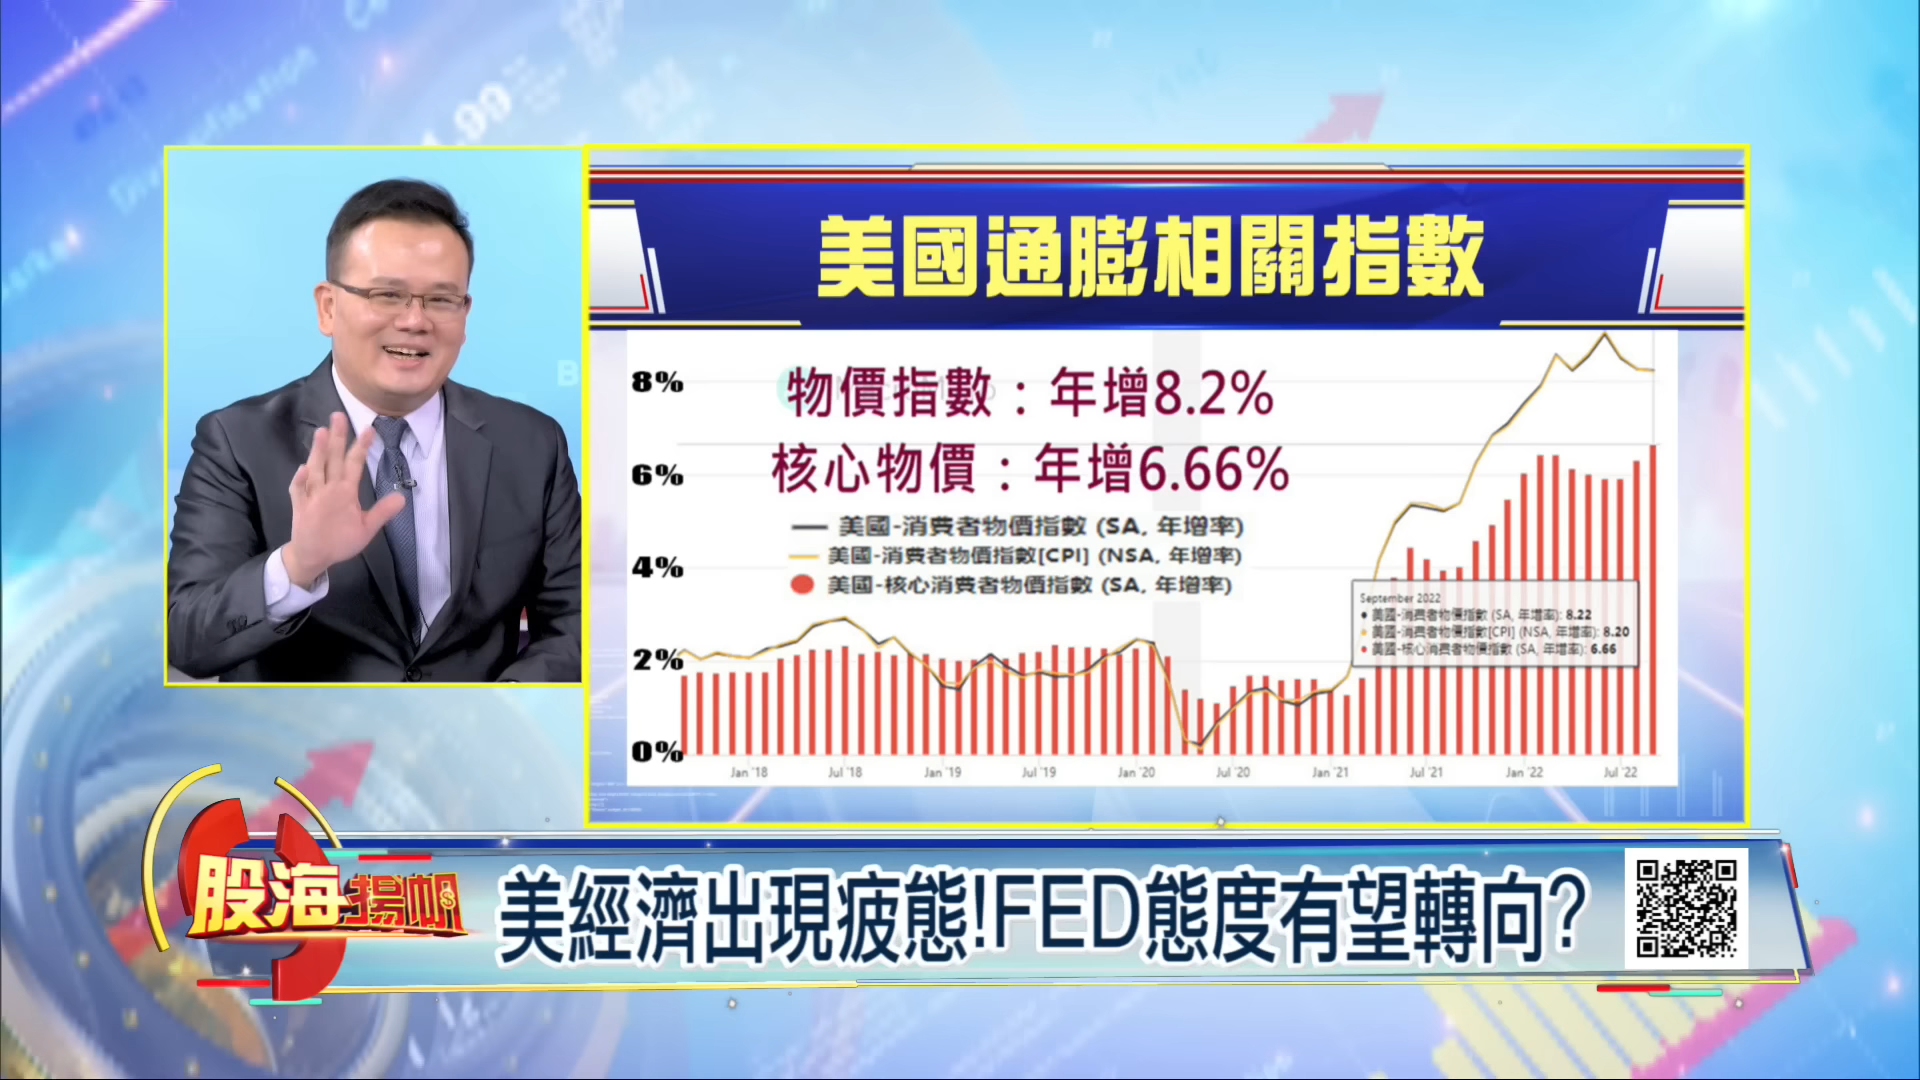 美國通膨相關指數
8%
6%
4%
2%
0%
物價指數：年增8.2%
核心物價：年增6.66%
美國-消費者物價指數 (SA, 年增率)
美國-消費者物價指數[CPI] (NSA, 年增率)
美國-核心消費者物價指數 (SA, 年增率)
September 2022
美國-消費者物價指數 (SA, 年增率): 8.22
美國-消費者物價指數[CPI] (NSA, 年增率): 8.20
美國-核心消費者物價指數 (SA, 年增率): 6.66
Jan '18 Jul '18 Jan '19 Jul '19 Jan '20 Jul '20 Jan '21 Jul '21 Jan '22 Jul '22
股海揚帆
美經濟出現疲態!FED態度有望轉向?